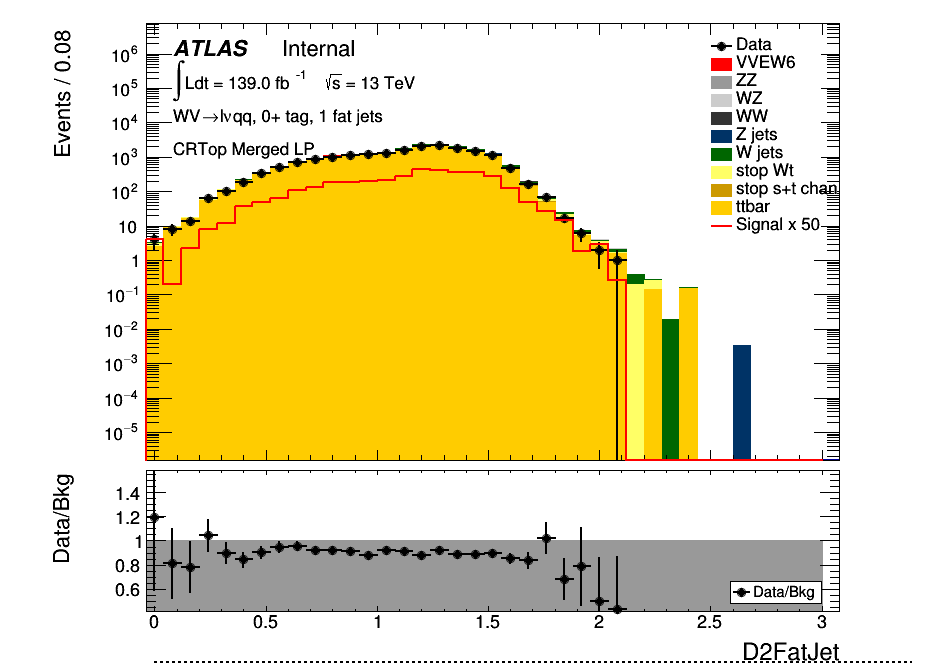 Events / 0.08
10⁶
10⁵
10⁴
10³
10²
10
1
10⁻¹
10⁻²
10⁻³
10⁻⁴
10⁻⁵
ATLAS Internal
∫Ldt = 139.0 fb⁻¹ √s = 13 TeV
WV→lνqq, 0+ tag, 1 fat jets
CRTop Merged LP
Data
VVEW6
ZZ
WZ
WW
Z jets
W jets
stop Wt
stop s+t chan
ttbar
Signal x 50
Data/Bkg
1.4
1.2
1
0.8
0.6
Data/Bkg
0 0.5 1 1.5 2 2.5 3
D2FatJet